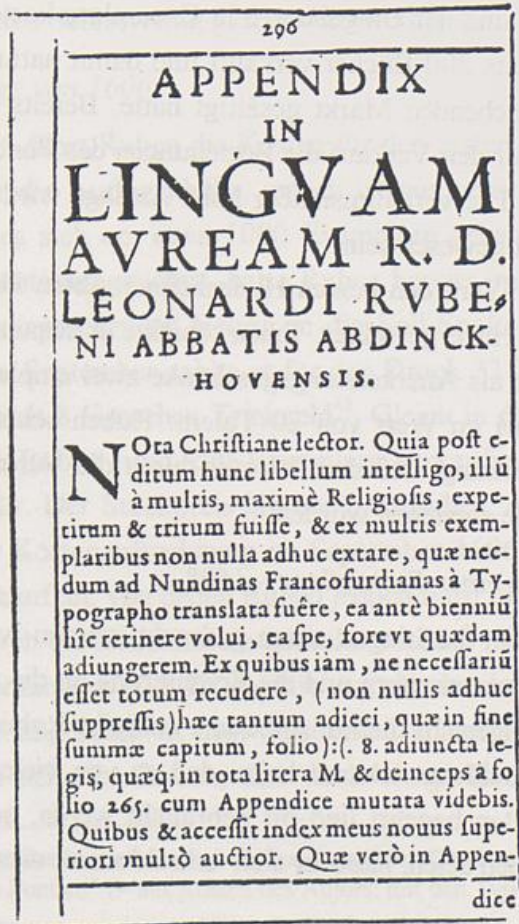 296
APPENDIX
IN
LINGVAM
AVREAM R. D.
LEONARDI RVBE-
NI ABBATIS ABDINCK-
HOVENSIS.
NOta Chriſtiane lector. Quia poſt e-
ditum hunc libellum intelligo, illũ
à multis, maximè Religioſis, expe
titum & tritum fuiſſe, & ex multis exem
plaribus non nulla adhuc extare, quæ nec
dum ad Nundinas Francofurdianas à Ty-
pographo translata fuêre, ea antè bienniũ
hîc retinere volui, eaſpe, forevt quædam
adiungerem. Ex quibus iam, ne neceſſariũ
eſſet totum recudere, (non nullis adhuc
ſuppreſſis) hæc tantum adieci, quæ in fine
ſummæ capitum, folio ):(. 8. adiuncta le-
gis, quæq; in tota litera M. & deinceps à fo
lio 265. cum Appendice mutata videbis.
Quibus & acceſſit index meus nouus ſupe-
riori multò auctior. Quæ verò in Appen-
dice